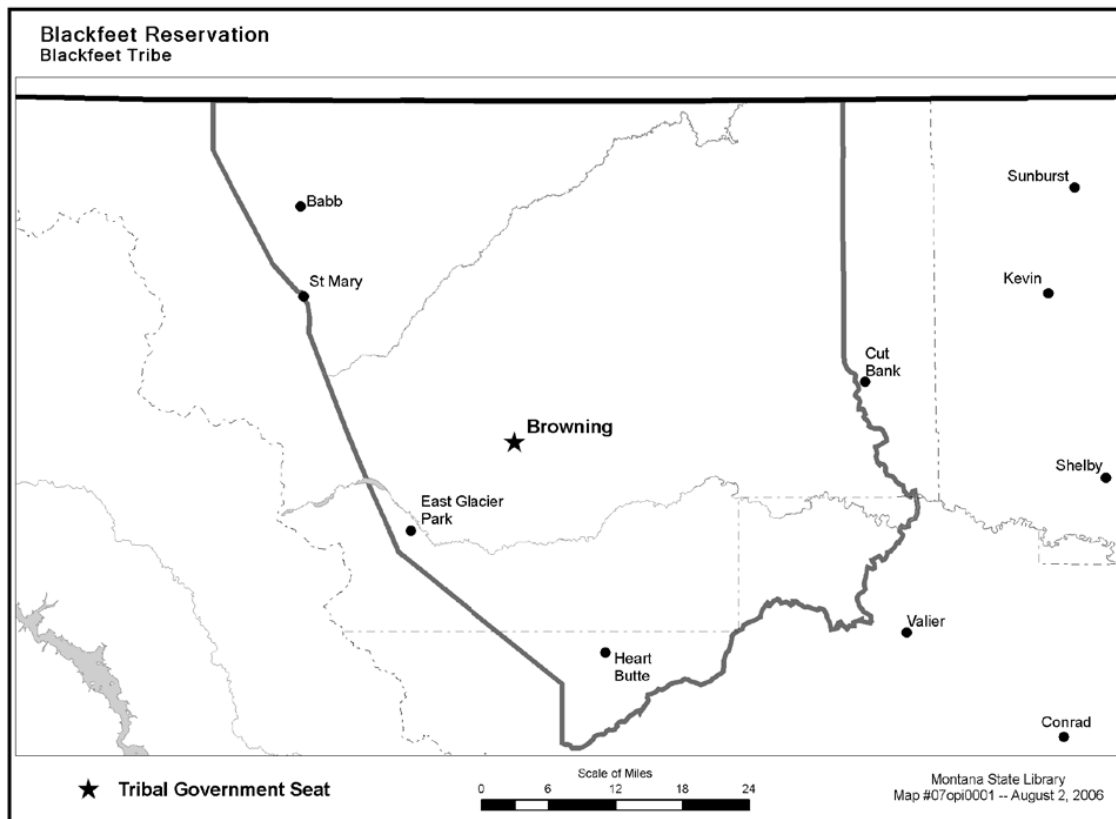 Blackfeet Reservation
Blackfeet Tribe
Sunburst
Babb
St Mary
Kevin
Cut
Bank
Browning
Shelby
East Glacier
Park
Valier
Heart
Butte
Conrad
Tribal Government Seat
Scale of Miles
0 6 12 18 24
Montana State Library
Map #07opi0001 -- August 2, 2006